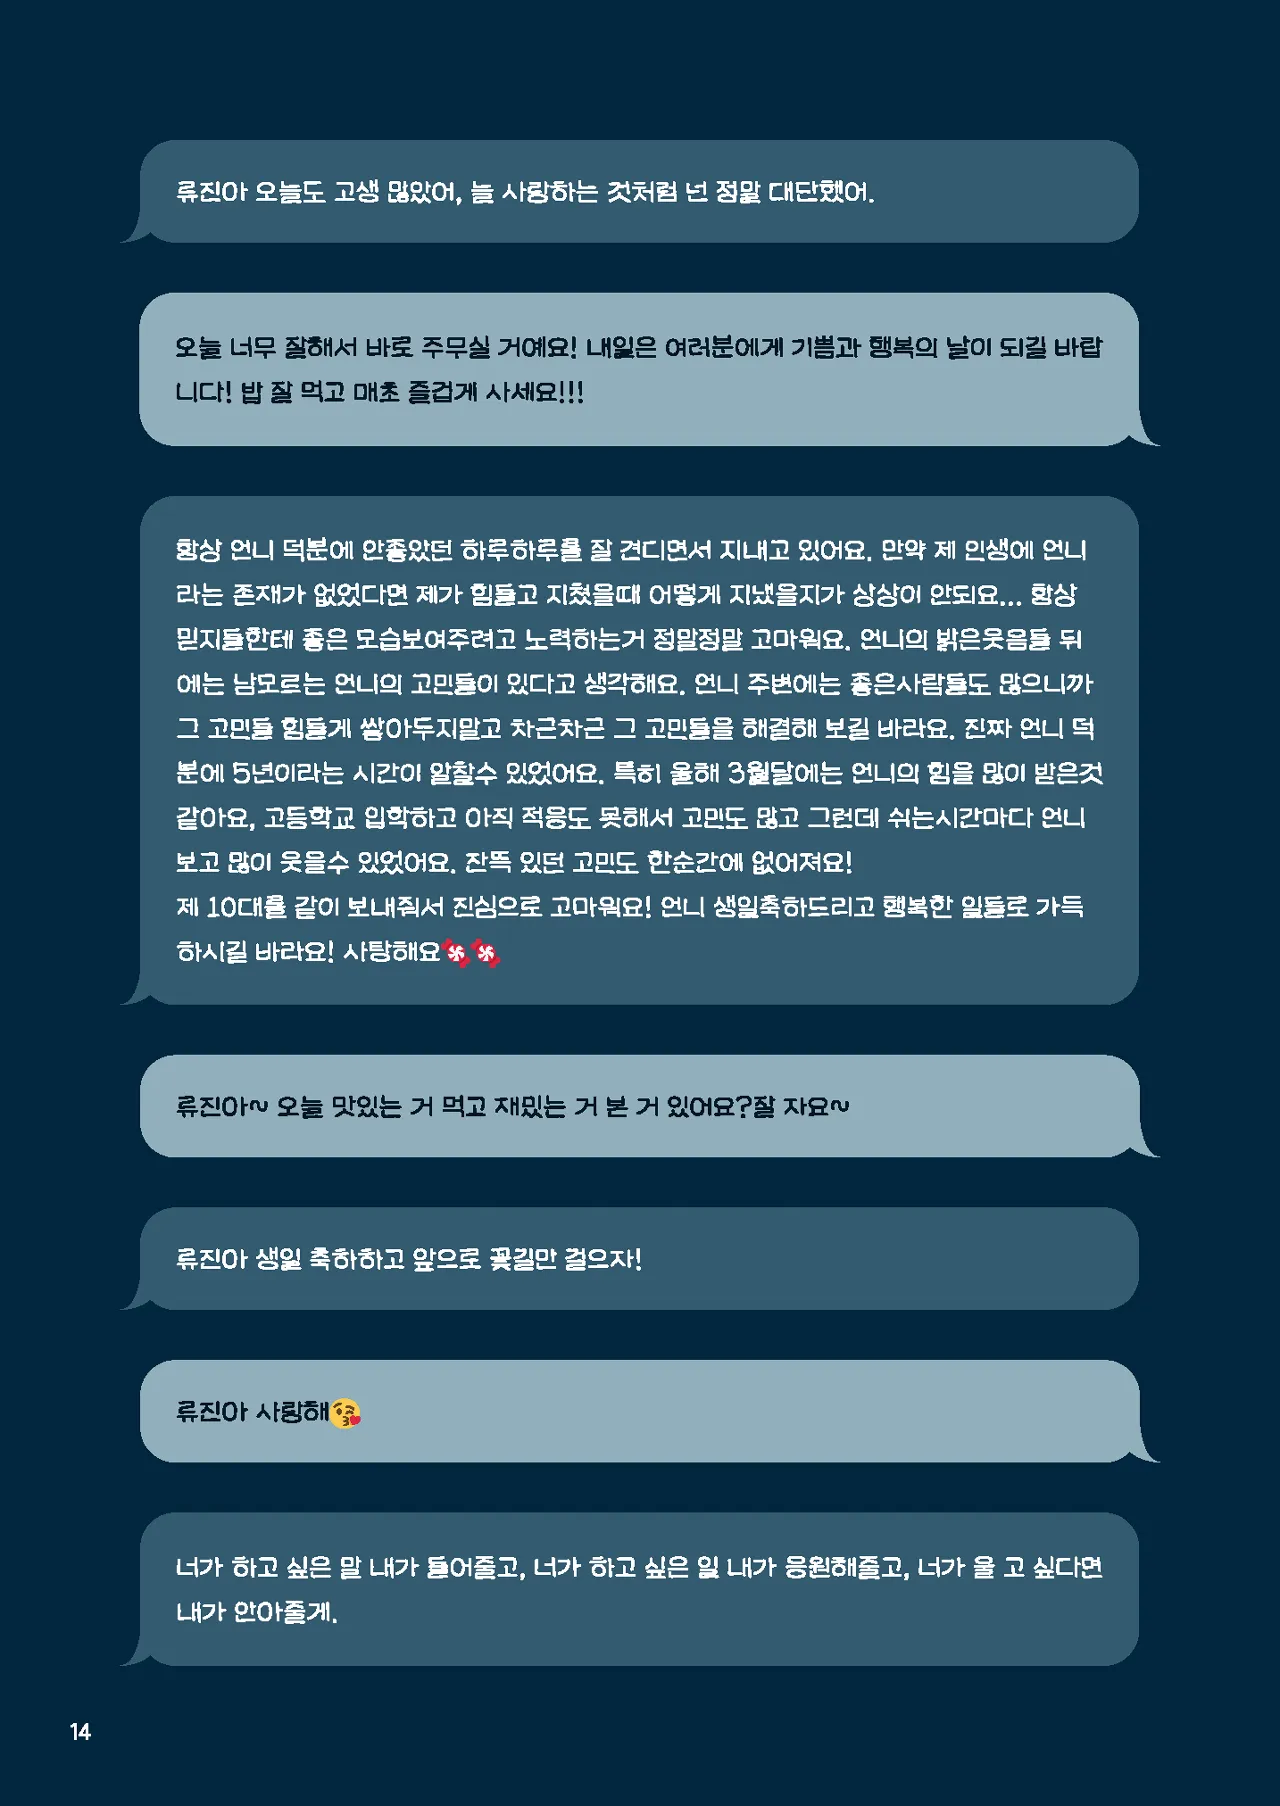 류진아 오늘도 고생 많았어, 늘 사랑하는 것처럼 넌 정말 대단했어.
오늘 너무 잘해서 바로 주무실 거예요! 내일은 여러분에게 기쁨과 행복의 날이 되길 바랍
니다! 밥 잘 먹고 매초 즐겁게 사세요!!!
항상 언니 덕분에 안좋았던 하루하루를 잘 견디면서 지내고 있어요. 만약 제 인생에 언니
라는 존재가 없었다면 제가 힘들고 지쳤을때 어떻게 지냈을지가 상상이 안되요... 항상
믿지들한테 좋은 모습보여주려고 노력하는거 정말정말 고마워요. 언니의 밝은웃음들 뒤
에는 남모르는 언니의 고민들이 있다고 생각해요. 언니 주변에는 좋은사람들도 많으니까
그 고민들 힘들게 쌓아두지말고 차근차근 그 고민들을 해결해 보길 바라요. 진짜 언니 덕
분에 5년이라는 시간이 알찰수 있었어요. 특히 올해 3월달에는 언니의 힘을 많이 받은것
같아요, 고등학교 입학하고 아직 적응도 못해서 고민도 많고 그런데 쉬는시간마다 언니
보고 많이 웃을수 있었어요. 잔뜩 있던 고민도 한순간에 없어져요!
제 10대를 같이 보내줘서 진심으로 고마워요! 언니 생일축하드리고 행복한 일들로 가득
하시길 바라요! 사탕해요🍬🍬
류진아~ 오늘 맛있는 거 먹고 재밌는 거 본 거 있어요?잘 자요~
류진아 생일 축하하고 앞으로 꽃길만 걸으자!
류진아 사랑해😘
너가 하고 싶은 말 내가 들어줄고, 너가 하고 싶은 일 내가 응원해줄고, 너가 울 고 싶다면
내가 안아줄게.
14